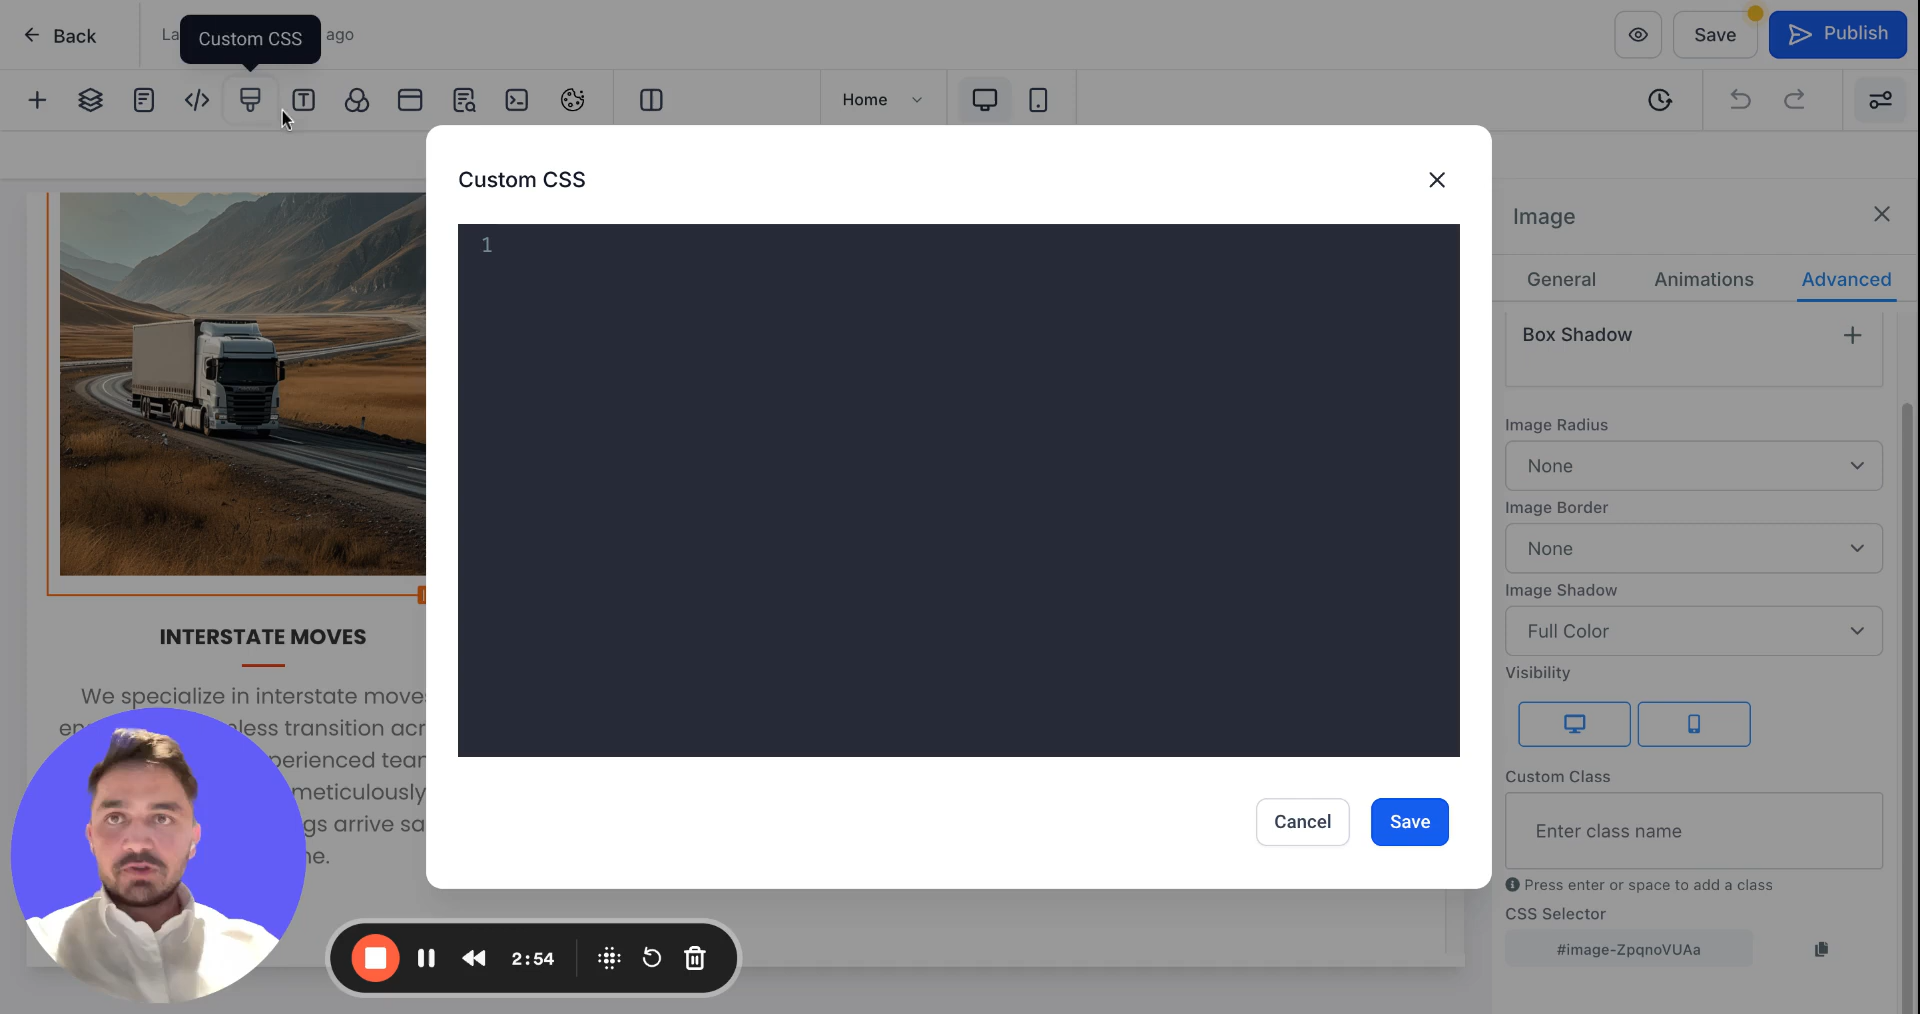 Back
La
ago
Custom CSS
Save
Publish
Home
Custom CSS
1
Cancel
Save
INTERSTATE MOVES
We specialize in interstate moves
nless transition acr
perienced tear
meticulously
gs arrive sa
ne.
2:54
Image
General
Animations
Advanced
Box Shadow
Image Radius
None
Image Border
None
Image Shadow
Full Color
Visibility
Custom Class
Enter class name
Press enter or space to add a class
CSS Selector
#image-ZpqnoVUAa